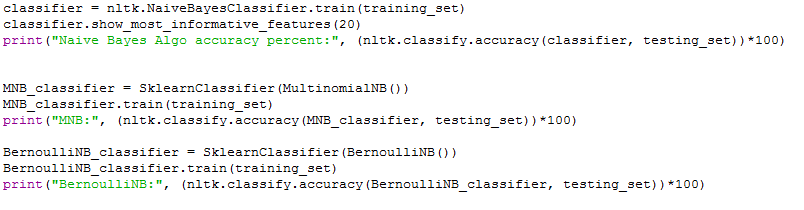 classifier = nltk.NaiveBayesClassifier.train(training_set)
classifier.show_most_informative_features(20)
print("Naive Bayes Algo accuracy percent:", (nltk.classify.accuracy(classifier, testing_set))*100)
MNB_classifier = SklearnClassifier(MultinomialNB())
MNB_classifier.train(training_set)
print("MNB:", (nltk.classify.accuracy(MNB_classifier, testing_set))*100)
BernoulliNB_classifier = SklearnClassifier(BernoulliNB())
BernoulliNB_classifier.train(training_set)
print("BernoulliNB:", (nltk.classify.accuracy(BernoulliNB_classifier, testing_set))*100)